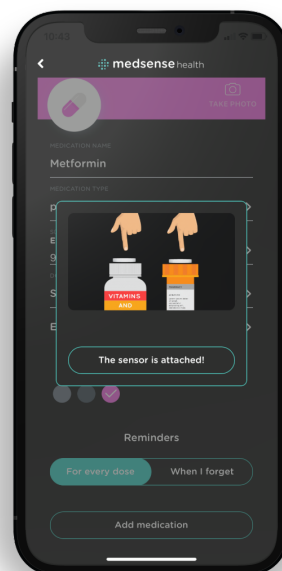 10:43
medsense health
TAKE PHOTO
MEDICATION NAME
Metformin
MEDICATION TYPE
VITAMINS
AND
The sensor is attached!
Reminders
For every dose
When I forget
Add medication